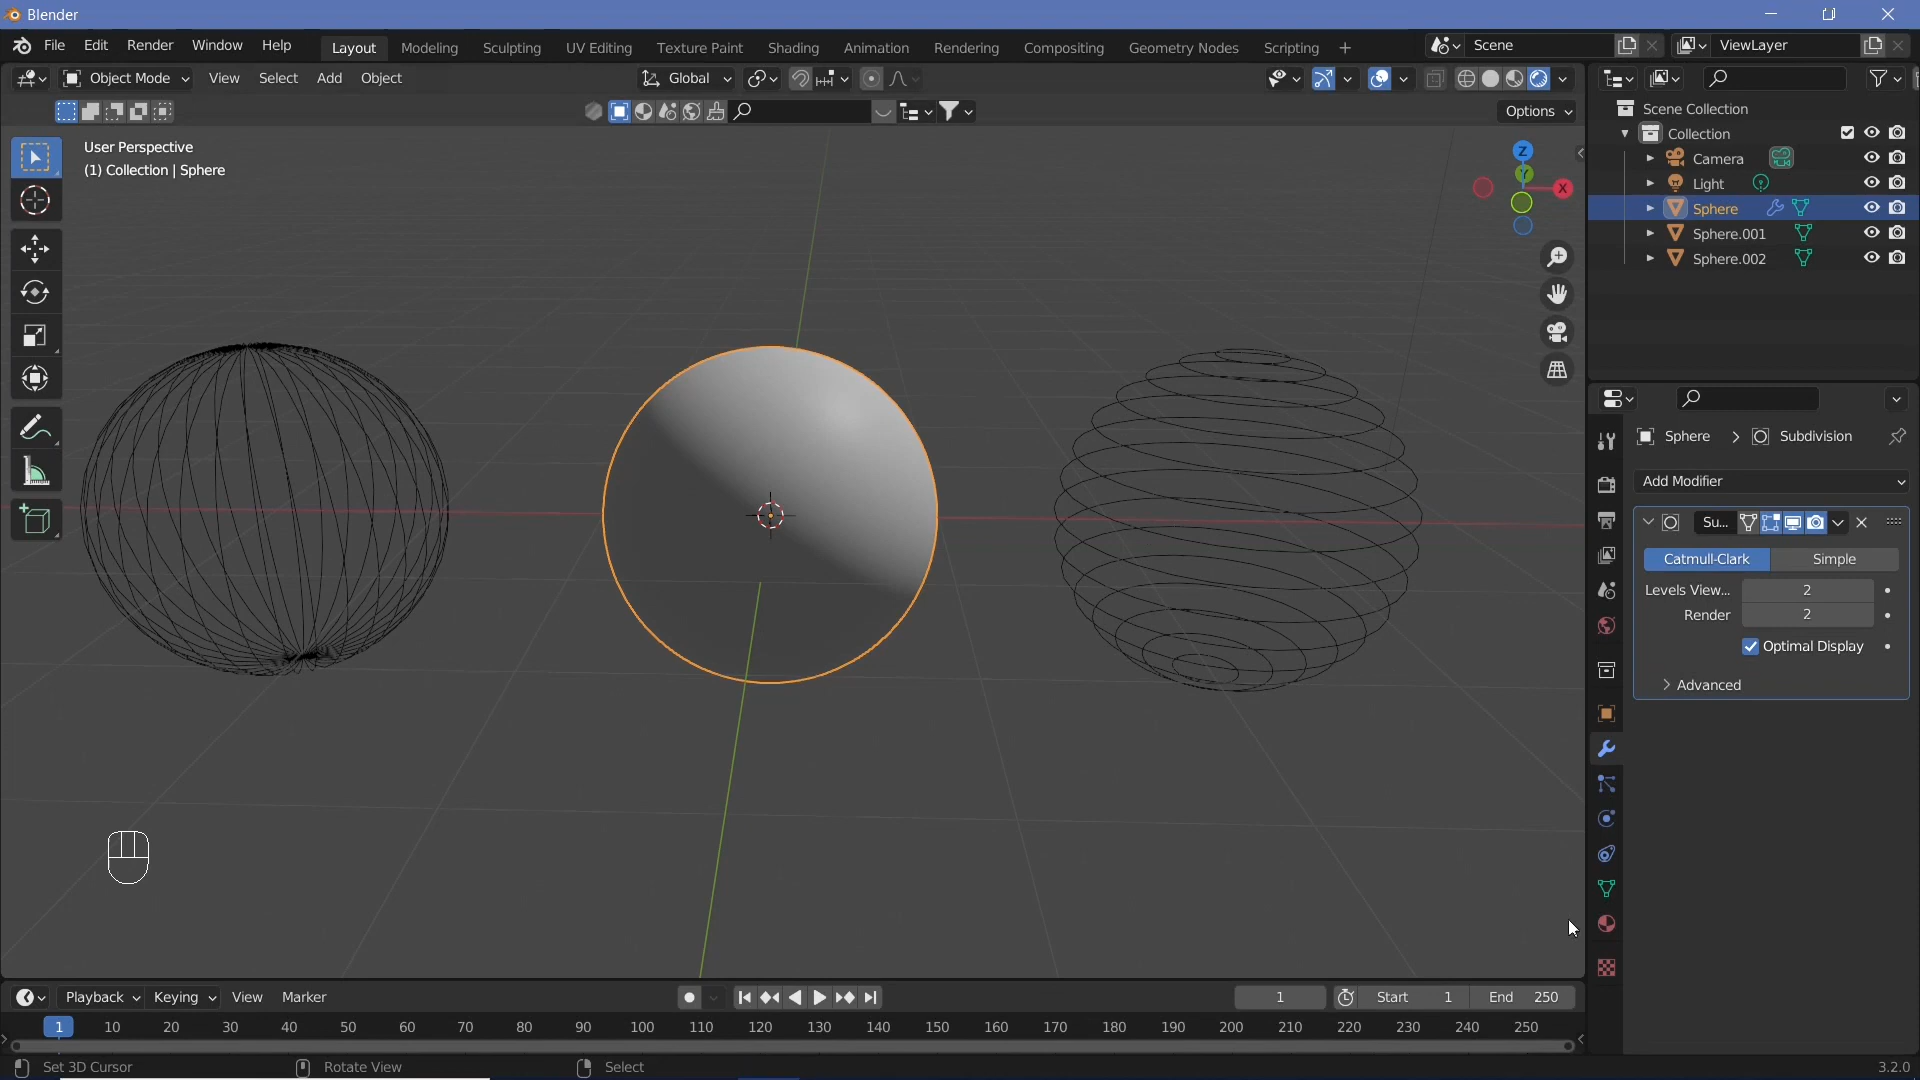 Blender
File Edit Render Window Help Layout Modeling Sculpting UV Editing Texture Paint Shading Animation Rendering Compositing Geometry Nodes Scripting + Scene ViewLayer
Object Mode View Select Add Object Global
Options
User Perspective
(1) Collection | Sphere
Z
Y
X
Scene Collection
Collection
Camera
Light
Sphere
Sphere.001
Sphere.002
Sphere > Subdivision
Add Modifier
Su...
Catmull-Clark Simple
Levels View... 2
Render 2
Optimal Display
Advanced
Playback Keying View Marker 1 Start 1 End 250
1 10 20 30 40 50 60 70 80 90 100 110 120 130 140 150 160 170 180 190 200 210 220 230 240 250
Set 3D Cursor Rotate View Select 3.2.0